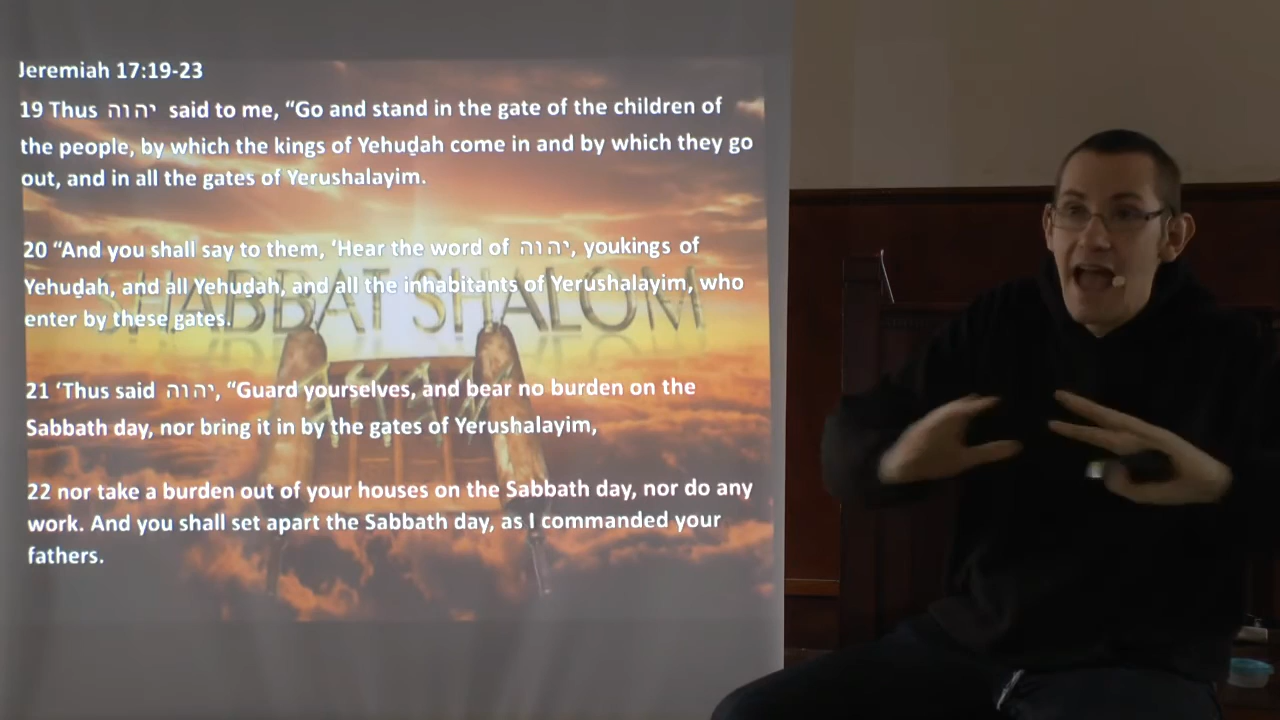 Jeremiah 17:19-23
19 Thus יהוה said to me, “Go and stand in the gate of the children of
the people, by which the kings of Yehuḏah come in and by which they go
out, and in all the gates of Yerushalayim.
20 “And you shall say to them, ‘Hear the word of יהוה, youkings of
Yehuḏah, and all Yehuḏah, and all the inhabitants of Yerushalayim, who
enter by these gates.
SHABBAT SHALOM
21 ‘Thus said יהוה, “Guard yourselves, and bear no burden on the
Sabbath day, nor bring it in by the gates of Yerushalayim,
22 nor take a burden out of your houses on the Sabbath day, nor do any
work. And you shall set apart the Sabbath day, as I commanded your
fathers.